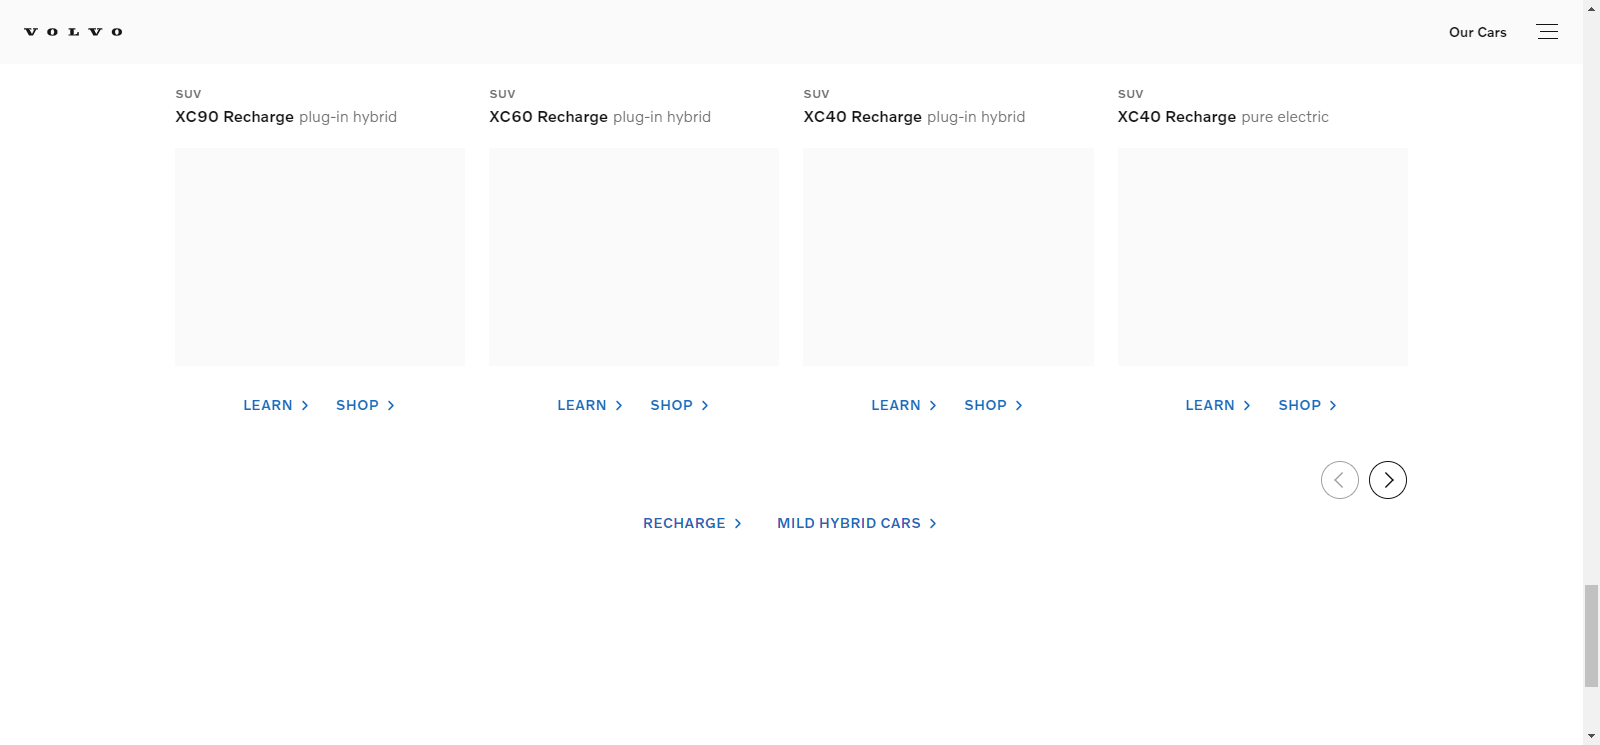 VOLVO
Our Cars
SUV
XC90 Recharge plug-in hybrid
SUV
XC60 Recharge plug-in hybrid
SUV
XC40 Recharge plug-in hybrid
SUV
XC40 Recharge pure electric
LEARN SHOP
LEARN SHOP
LEARN SHOP
LEARN SHOP
RECHARGE MILD HYBRID CARS